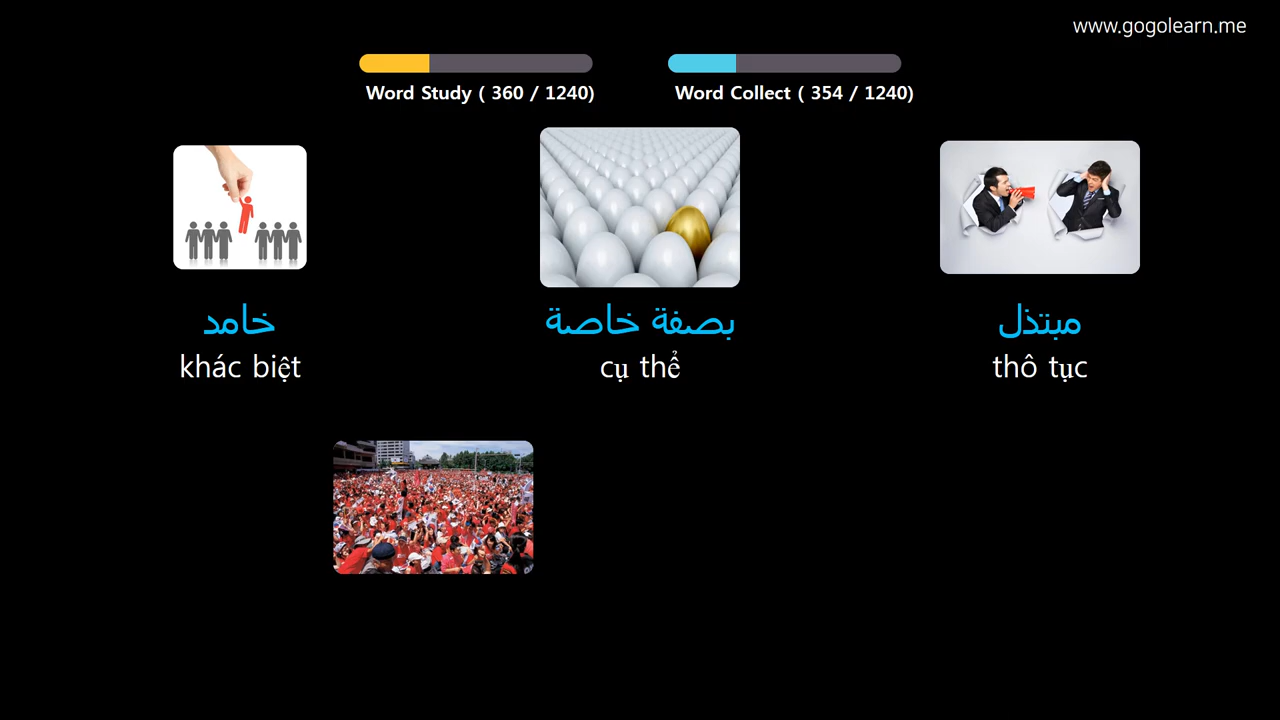 www.gogolearn.me
Word Study ( 360 / 1240)
Word Collect ( 354 / 1240)
خامد
بصفة خاصة
مبتذل
khác biệt
cụ thể
thô tục